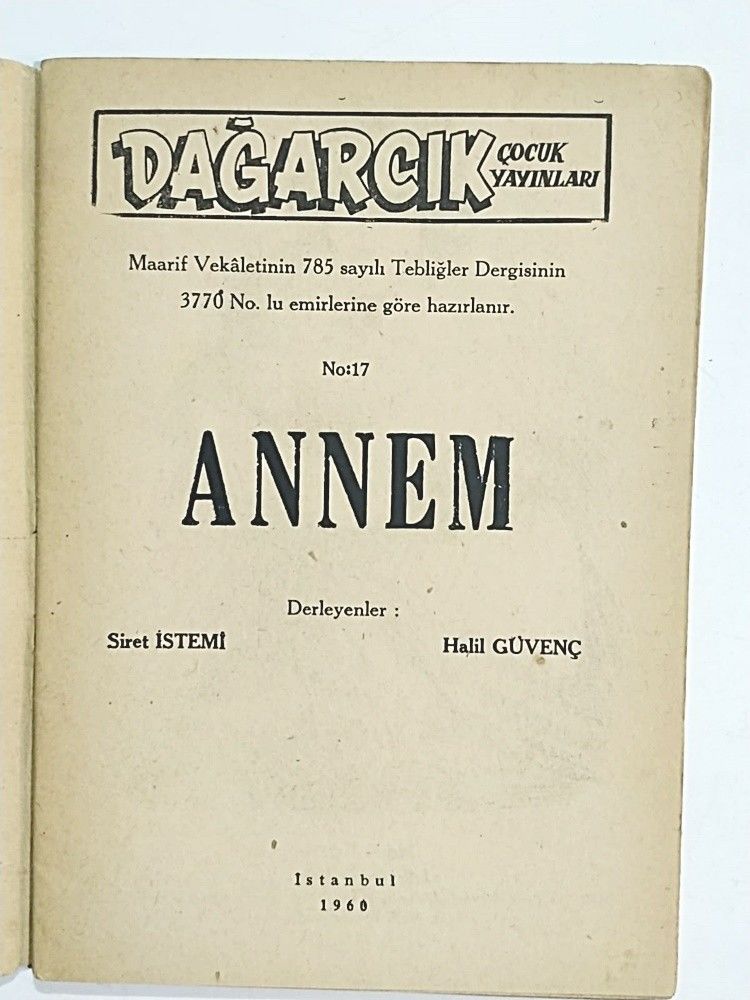 DAĞARCIK ÇOCUK
YAYINLARI
Maarif Vekâletinin 785 sayılı Tebliğler Dergisinin
3770 No. lu emirlerine göre hazırlanır.
No:17
ANNEM
Derleyenler :
Siret İSTEMİ Halil GÜVENÇ
İstanbul
1960